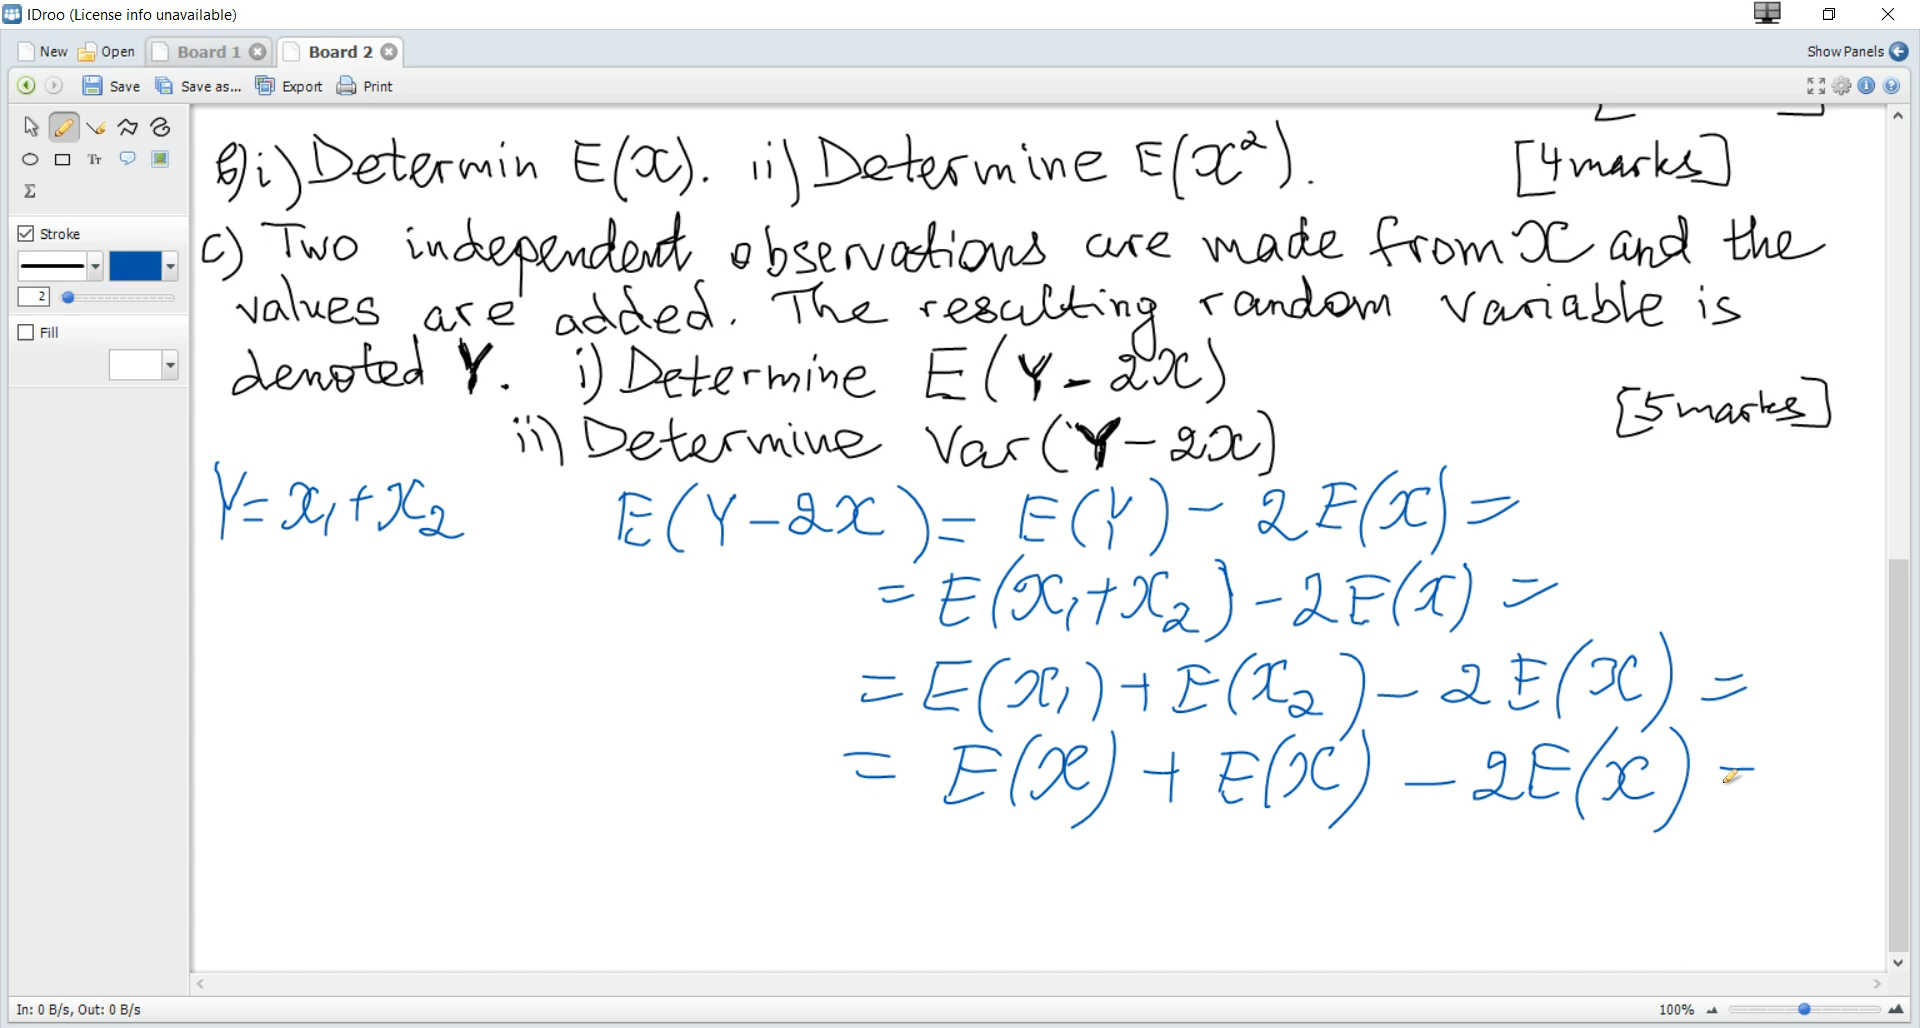 IDroo (License info unavailable)
New Open Board 1 Board 2 Show Panels
Save Save as... Export Print
b) i) Determin E(x). ii) Determine E(x²). [4 marks]
Stroke
c) Two independent observations are made from X and the
2
values are added. The resulting random variable is
Fill
denoted Y. i) Determine E(Y - 2x)
[5 marks]
ii) Determine Var(Y - 2x)
Y = x₁ + x₂ E(Y - 2x) = E(Y) - 2E(x) =
= E(x₁ + x₂) - 2E(x) =
= E(x₁) + E(x₂) - 2E(x) =
= E(x) + E(x) - 2E(x) =
In: 0 B/s, Out: 0 B/s 100%